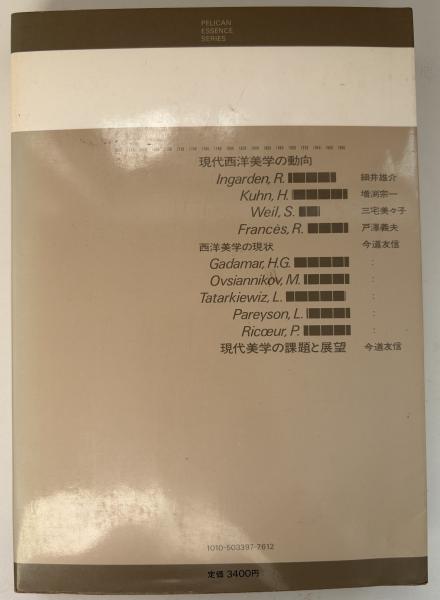 PELICAN
ESSENCE
SERIES
現代西洋美学の動向
Ingarden, R. 細井雄介
Kuhn, H. 増渕宗一
Weil, S. 三宅美々子
Francès, R. 戸澤義夫
西洋美学の現状 今道友信
Gadamar, H.G. :
Ovsiannikov, M. :
Tatarkiewiz, L. :
Pareyson, L. :
Ricœur, P. :
現代美学の課題と展望 今道友信
1010-503397-7612
定価 3400円